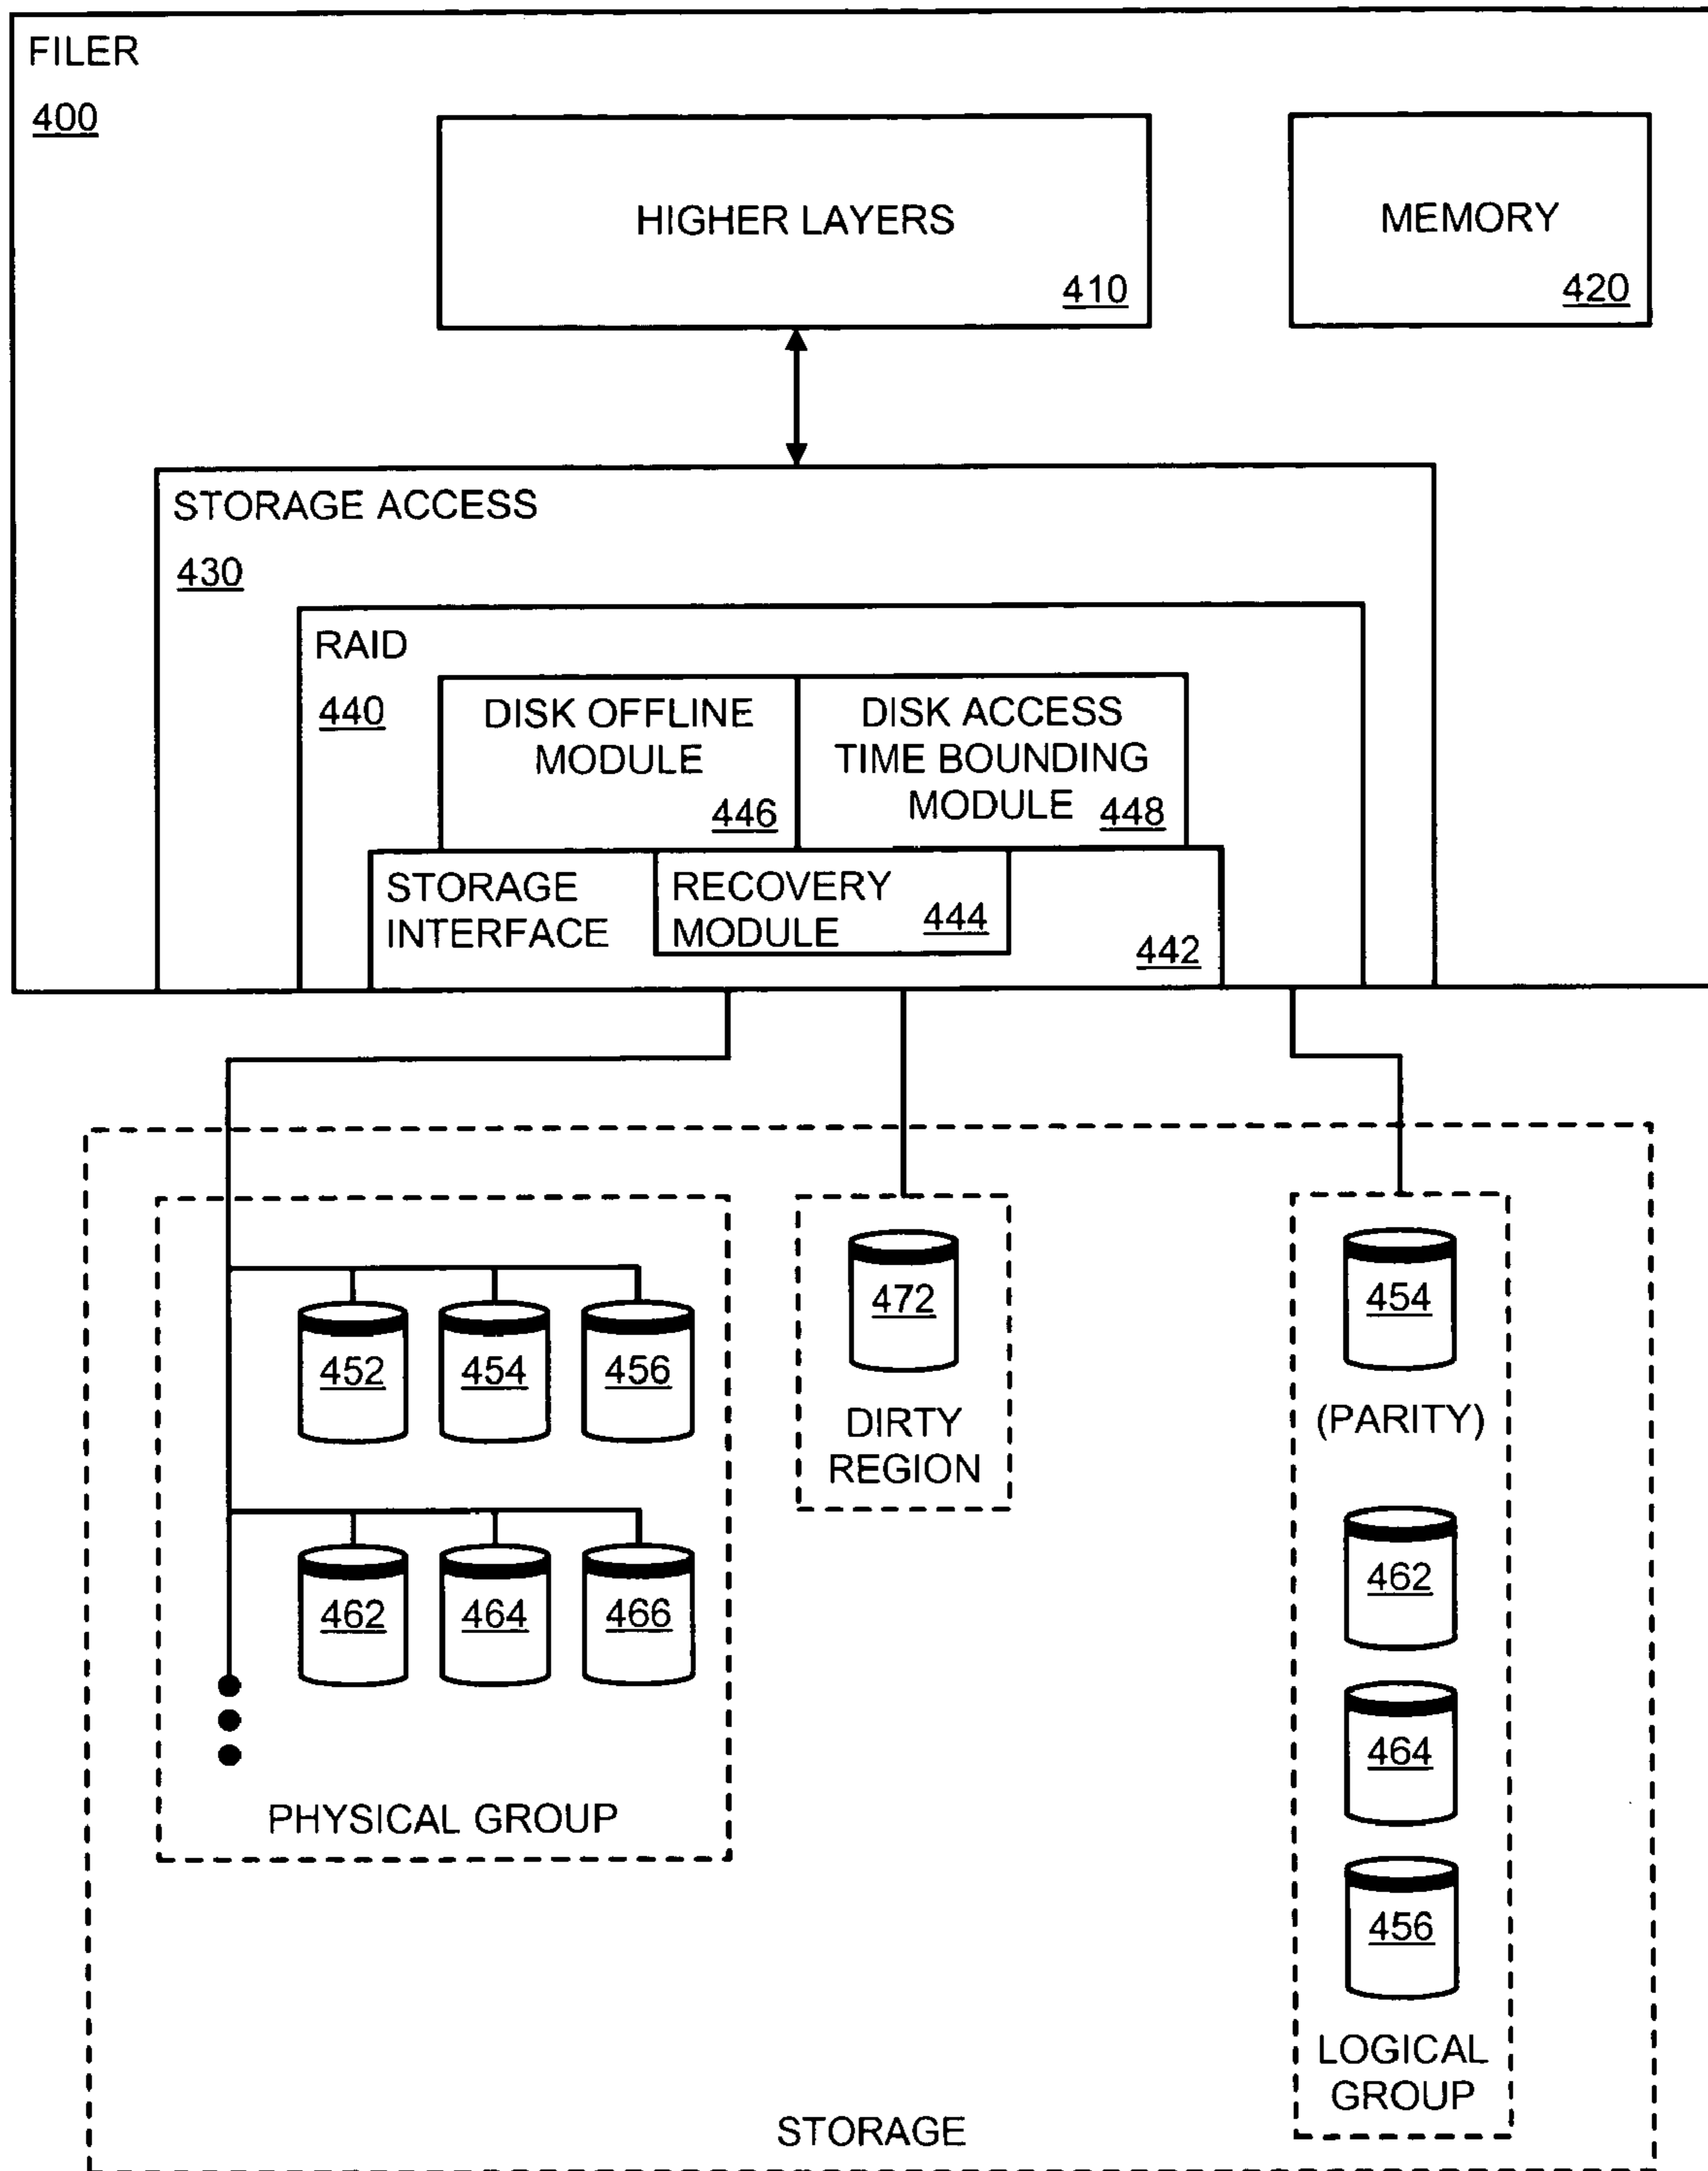 FILER
400
HIGHER LAYERS
410
MEMORY
420
STORAGE ACCESS
430
RAID
440
DISK OFFLINE
MODULE
446
DISK ACCESS
TIME BOUNDING
MODULE 448
STORAGE
INTERFACE
RECOVERY
MODULE
444
442
452
454
456
462
464
466
PHYSICAL GROUP
472
DIRTY
REGION
454
(PARITY)
462
464
456
LOGICAL
GROUP
STORAGE